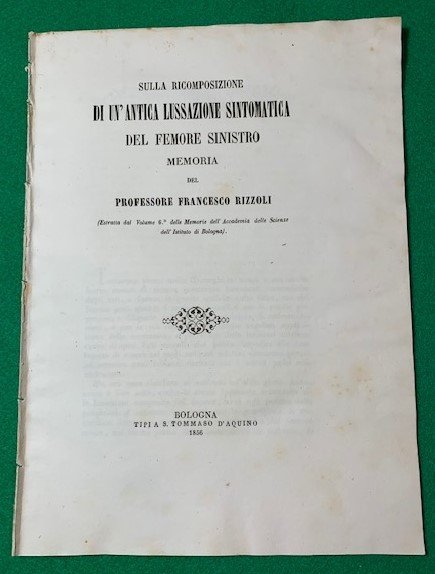 SULLA RICOMPOSIZIONE
DI UN'ANTICA LUSSAZIONE SINTOMATICA
DEL FEMORE SINISTRO
MEMORIA
DEL
PROFESSORE FRANCESCO RIZZOLI
(Estratta dal Volume 6.° delle Memorie dell'Accademia delle Scienze
dell'Istituto di Bologna).
BOLOGNA
TIPI A S. TOMMASO D'AQUINO
1856